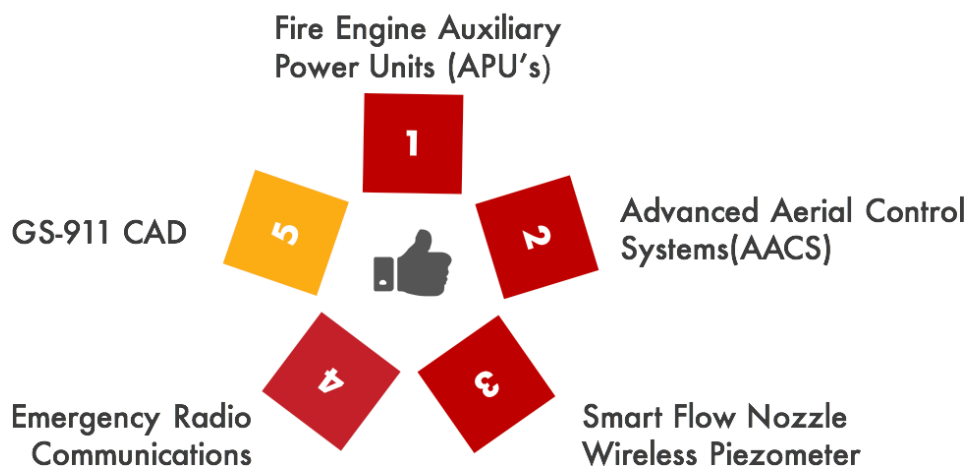 Fire Engine Auxiliary
Power Units (APU's)
1
2
Advanced Aerial Control
Systems(AACS)
3
Smart Flow Nozzle
Wireless Piezometer
4
Emergency Radio
Communications
5
GS-911 CAD